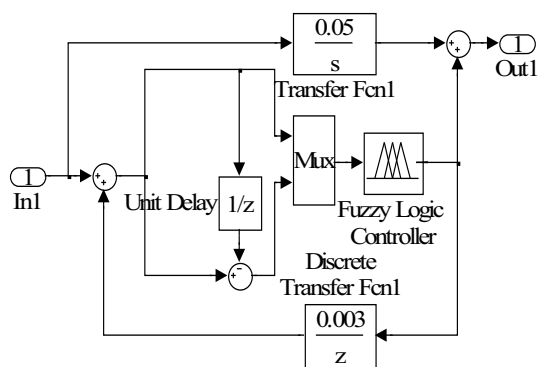 0.05
s
Transfer Fcn1
1
Out1
Mux
1
In1
Unit Delay
1/z
Fuzzy Logic
Controller
Discrete
Transfer Fcn1
0.003
z